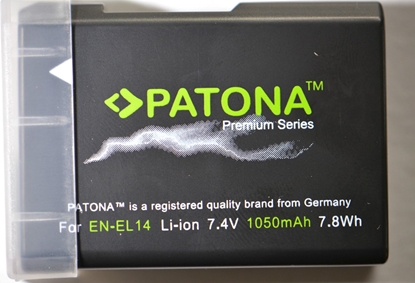 PATONA™
Premium Series
PATONA™ is a registered quality brand from Germany
For EN-EL14 Li-ion 7.4V 1050mAh 7.8Wh